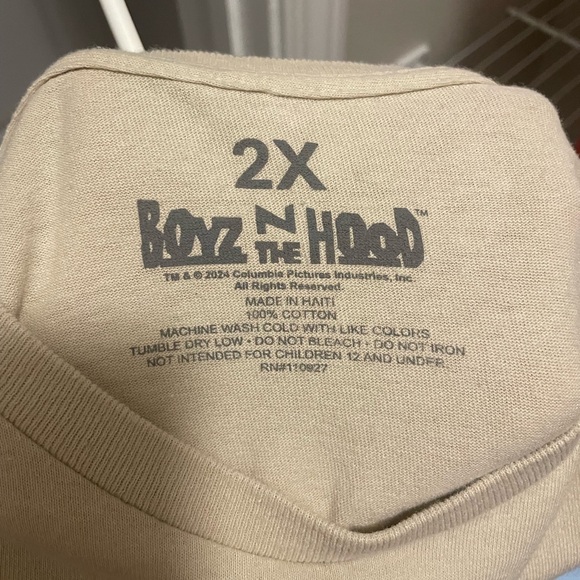 2X
BOYZ N THE HOOD™
TM & © 2024 Columbia Pictures Industries, Inc.
All Rights Reserved.
MADE IN HAITI
100% COTTON
MACHINE WASH COLD WITH LIKE COLORS
TUMBLE DRY LOW • DO NOT BLEACH • DO NOT IRON
NOT INTENDED FOR CHILDREN 12 AND UNDER.
RN#110927